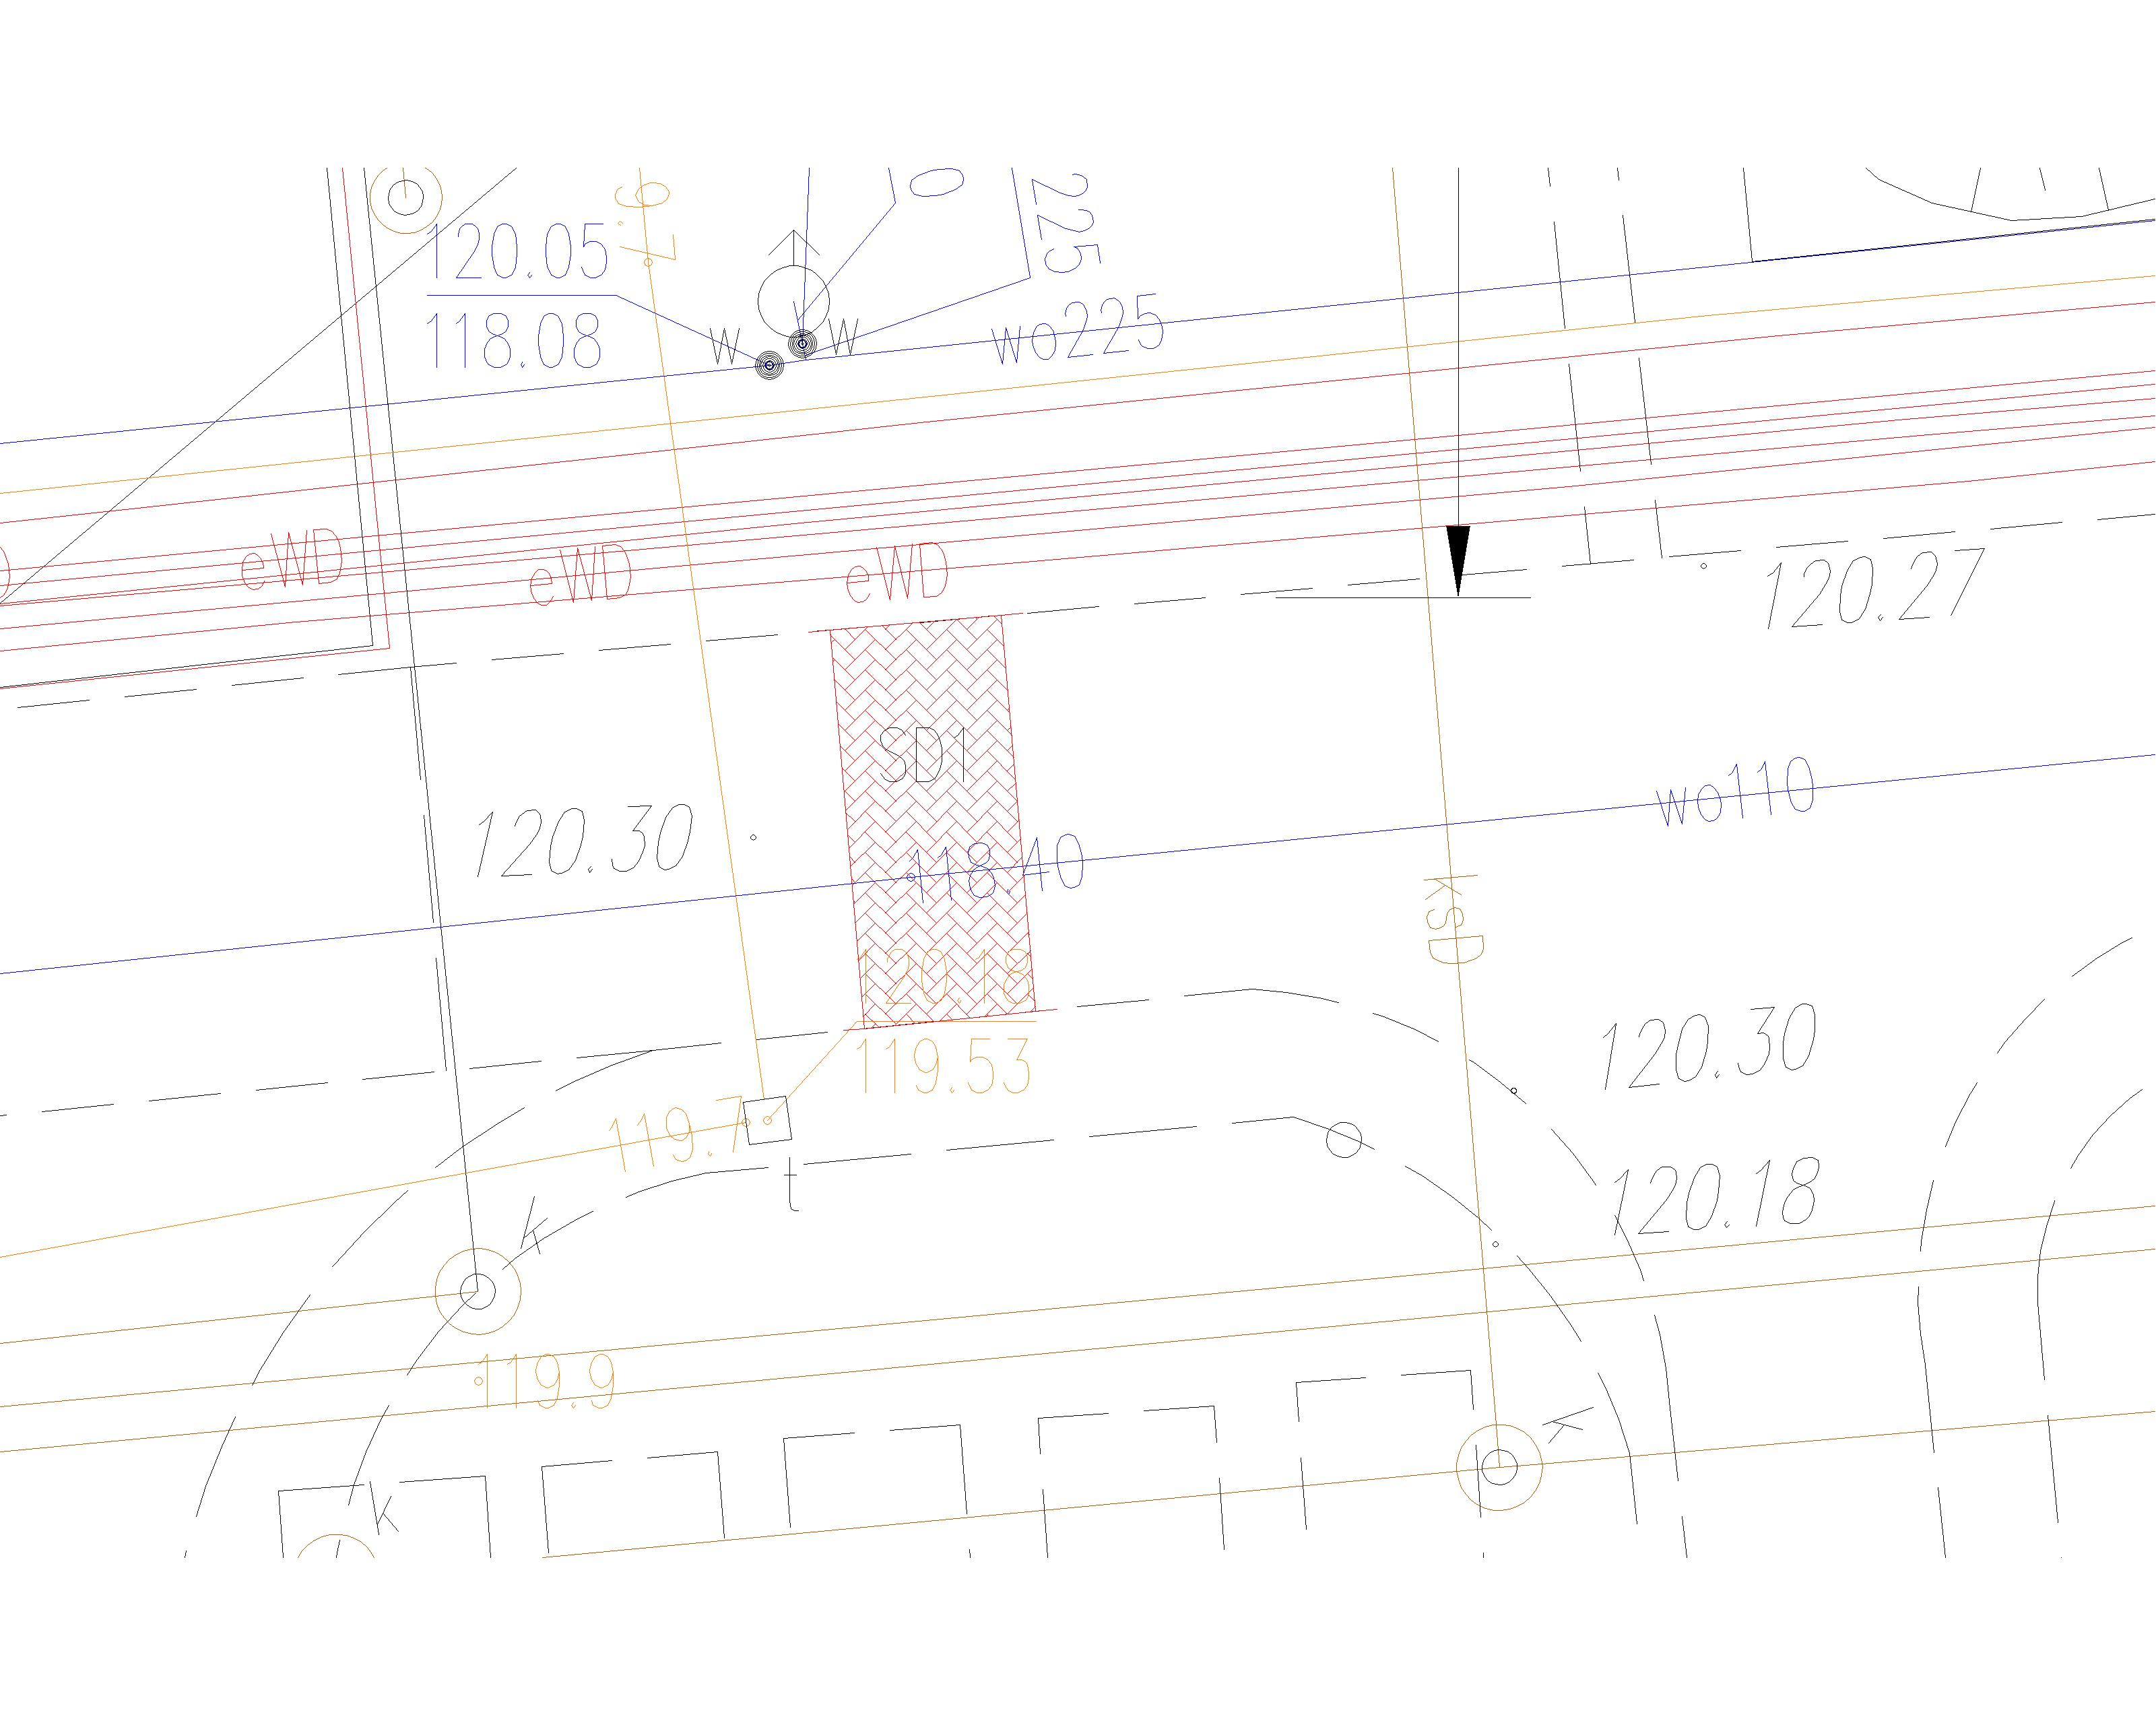 225
120.05
118.08
W
W
wo225
eWD
eWD
eWD
120.27
SD1
wo110
120.30
118.40
ksD
120.18
119.53
120.30
119.7
t
120.18
k
119.9
k
k